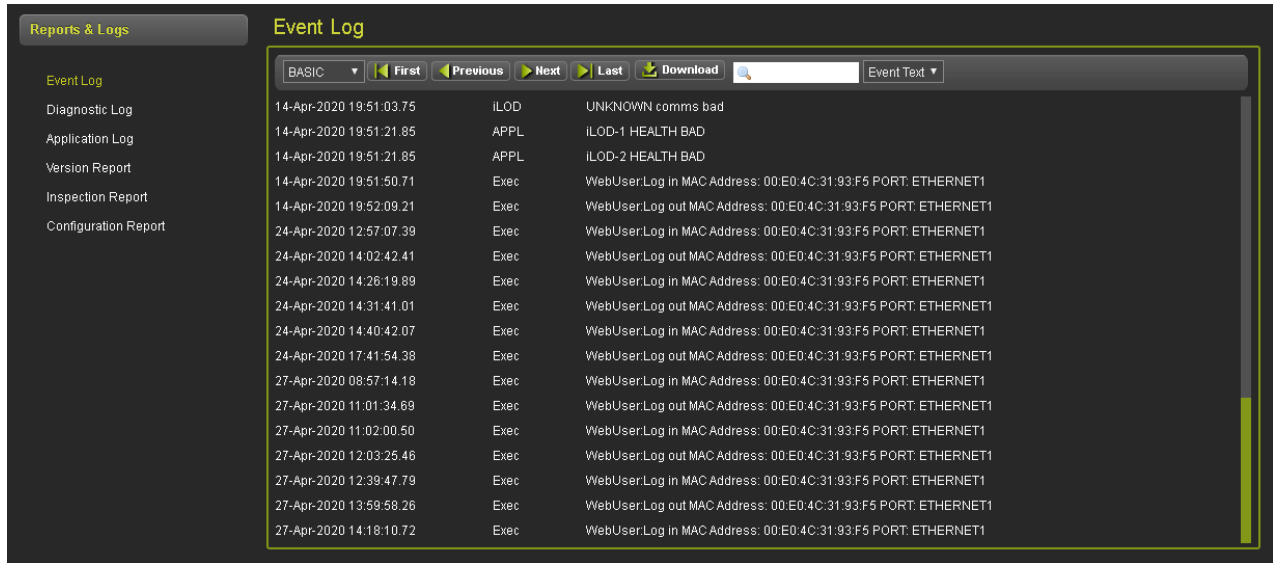 Reports & Logs
Event Log
Diagnostic Log
Application Log
Version Report
Inspection Report
Configuration Report
Event Log
BASIC First Previous Next Last Download Event Text
14-Apr-2020 19:51:03.75 iLOD UNKNOWN comms bad
14-Apr-2020 19:51:21.85 APPL iLOD-1 HEALTH BAD
14-Apr-2020 19:51:21.85 APPL iLOD-2 HEALTH BAD
14-Apr-2020 19:51:50.71 Exec WebUser:Log in MAC Address: 00:E0:4C:31:93:F5 PORT: ETHERNET1
14-Apr-2020 19:52:09.21 Exec WebUser:Log out MAC Address: 00:E0:4C:31:93:F5 PORT: ETHERNET1
24-Apr-2020 12:57:07.39 Exec WebUser:Log in MAC Address: 00:E0:4C:31:93:F5 PORT: ETHERNET1
24-Apr-2020 14:02:42.41 Exec WebUser:Log out MAC Address: 00:E0:4C:31:93:F5 PORT: ETHERNET1
24-Apr-2020 14:26:19.89 Exec WebUser:Log in MAC Address: 00:E0:4C:31:93:F5 PORT: ETHERNET1
24-Apr-2020 14:31:41.01 Exec WebUser:Log out MAC Address: 00:E0:4C:31:93:F5 PORT: ETHERNET1
24-Apr-2020 14:40:42.07 Exec WebUser:Log in MAC Address: 00:E0:4C:31:93:F5 PORT: ETHERNET1
24-Apr-2020 17:41:54.38 Exec WebUser:Log out MAC Address: 00:E0:4C:31:93:F5 PORT: ETHERNET1
27-Apr-2020 08:57:14.18 Exec WebUser:Log in MAC Address: 00:E0:4C:31:93:F5 PORT: ETHERNET1
27-Apr-2020 11:01:34.69 Exec WebUser:Log out MAC Address: 00:E0:4C:31:93:F5 PORT: ETHERNET1
27-Apr-2020 11:02:00.50 Exec WebUser:Log in MAC Address: 00:E0:4C:31:93:F5 PORT: ETHERNET1
27-Apr-2020 12:03:25.46 Exec WebUser:Log out MAC Address: 00:E0:4C:31:93:F5 PORT: ETHERNET1
27-Apr-2020 12:39:47.79 Exec WebUser:Log in MAC Address: 00:E0:4C:31:93:F5 PORT: ETHERNET1
27-Apr-2020 13:59:58.26 Exec WebUser:Log out MAC Address: 00:E0:4C:31:93:F5 PORT: ETHERNET1
27-Apr-2020 14:18:10.72 Exec WebUser:Log in MAC Address: 00:E0:4C:31:93:F5 PORT: ETHERNET1